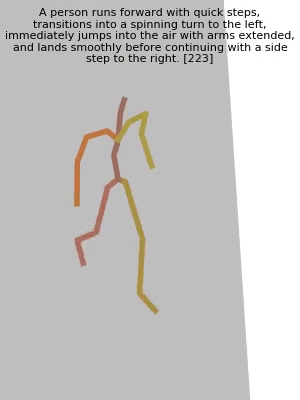 A person runs forward with quick steps,
transitions into a spinning turn to the left,
immediately jumps into the air with arms extended,
and lands smoothly before continuing with a side
step to the right. [223]